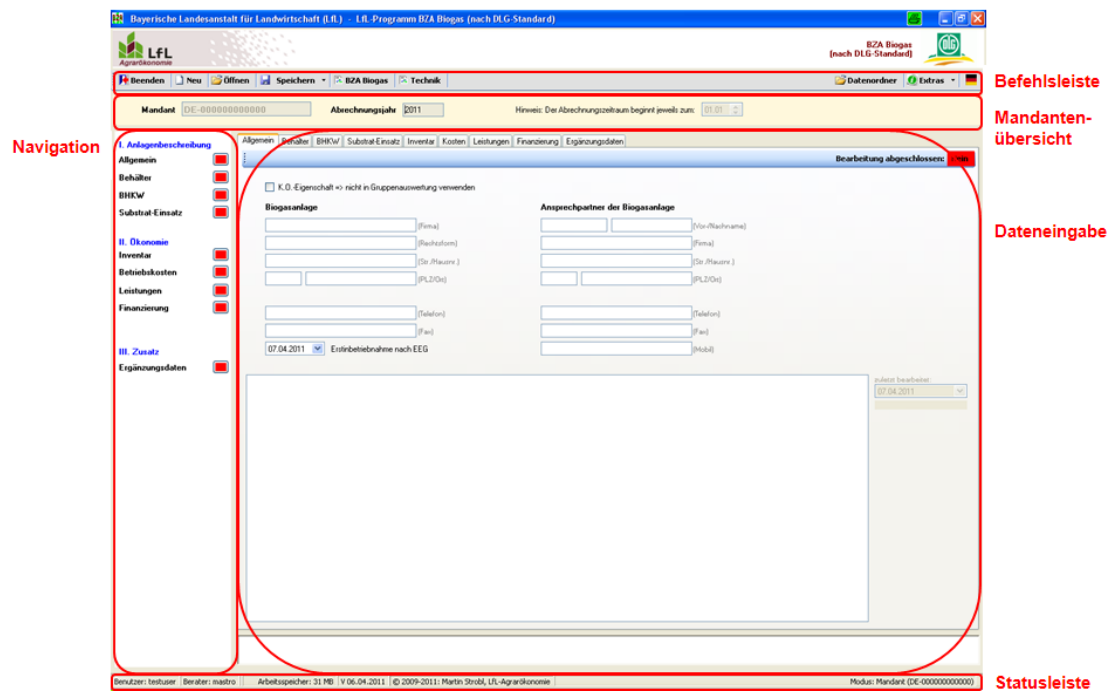 Bayerische Landesanstalt für Landwirtschaft (LfL) - LfL-Programm BZA Biogas (nach DLG-Standard)
LfL
Agrarökonomie
BZA Biogas
(nach DLG-Standard)
DLG
Beenden Neu Öffnen Speichern BZA Biogas Technik Datenordner Extras
Befehlsleiste
Mandant DE-000000000000 Abrechnungsjahr 2011 Hinweis: Der Abrechnungszeitraum beginnt jeweils zum: 01.01
Mandanten-
übersicht
Navigation
I. Anlagenbeschreibung
Allgemein
Behälter
BHKW
Substrat-Einsatz
II. Ökonomie
Inventar
Betriebskosten
Leistungen
Finanzierung
III. Zusatz
Ergänzungsdaten
Allgemein Behälter BHKW Substrat-Einsatz Inventar Kosten Leistungen Finanzierung Ergänzungsdaten
Bearbeitung abgeschlossen:
K.O.-Eigenschaft => nicht in Gruppenauswertung verwenden
Biogasanlage Ansprechpartner der Biogasanlage
(Firma) (Vor-/Nachname)
(Rechtsform) (Firma)
(Str./Hausnr.) (Str./Hausnr.)
(PLZ/Ort) (PLZ/Ort)
(Telefon) (Telefon)
(Fax) (Fax)
07.04.2011 Erstinbetriebnahme nach EEG (Mobil)
Dateneingabe
zuletzt bearbeitet:
07.04.2011
Benutzer: testuser Berater: mastro Arbeitsspeicher: 31 MB V 06.04.2011 © 2009-2011: Martin Strobl, LfL-Agrarökonomie Modus: Mandant (DE-000000000000)
Statusleiste